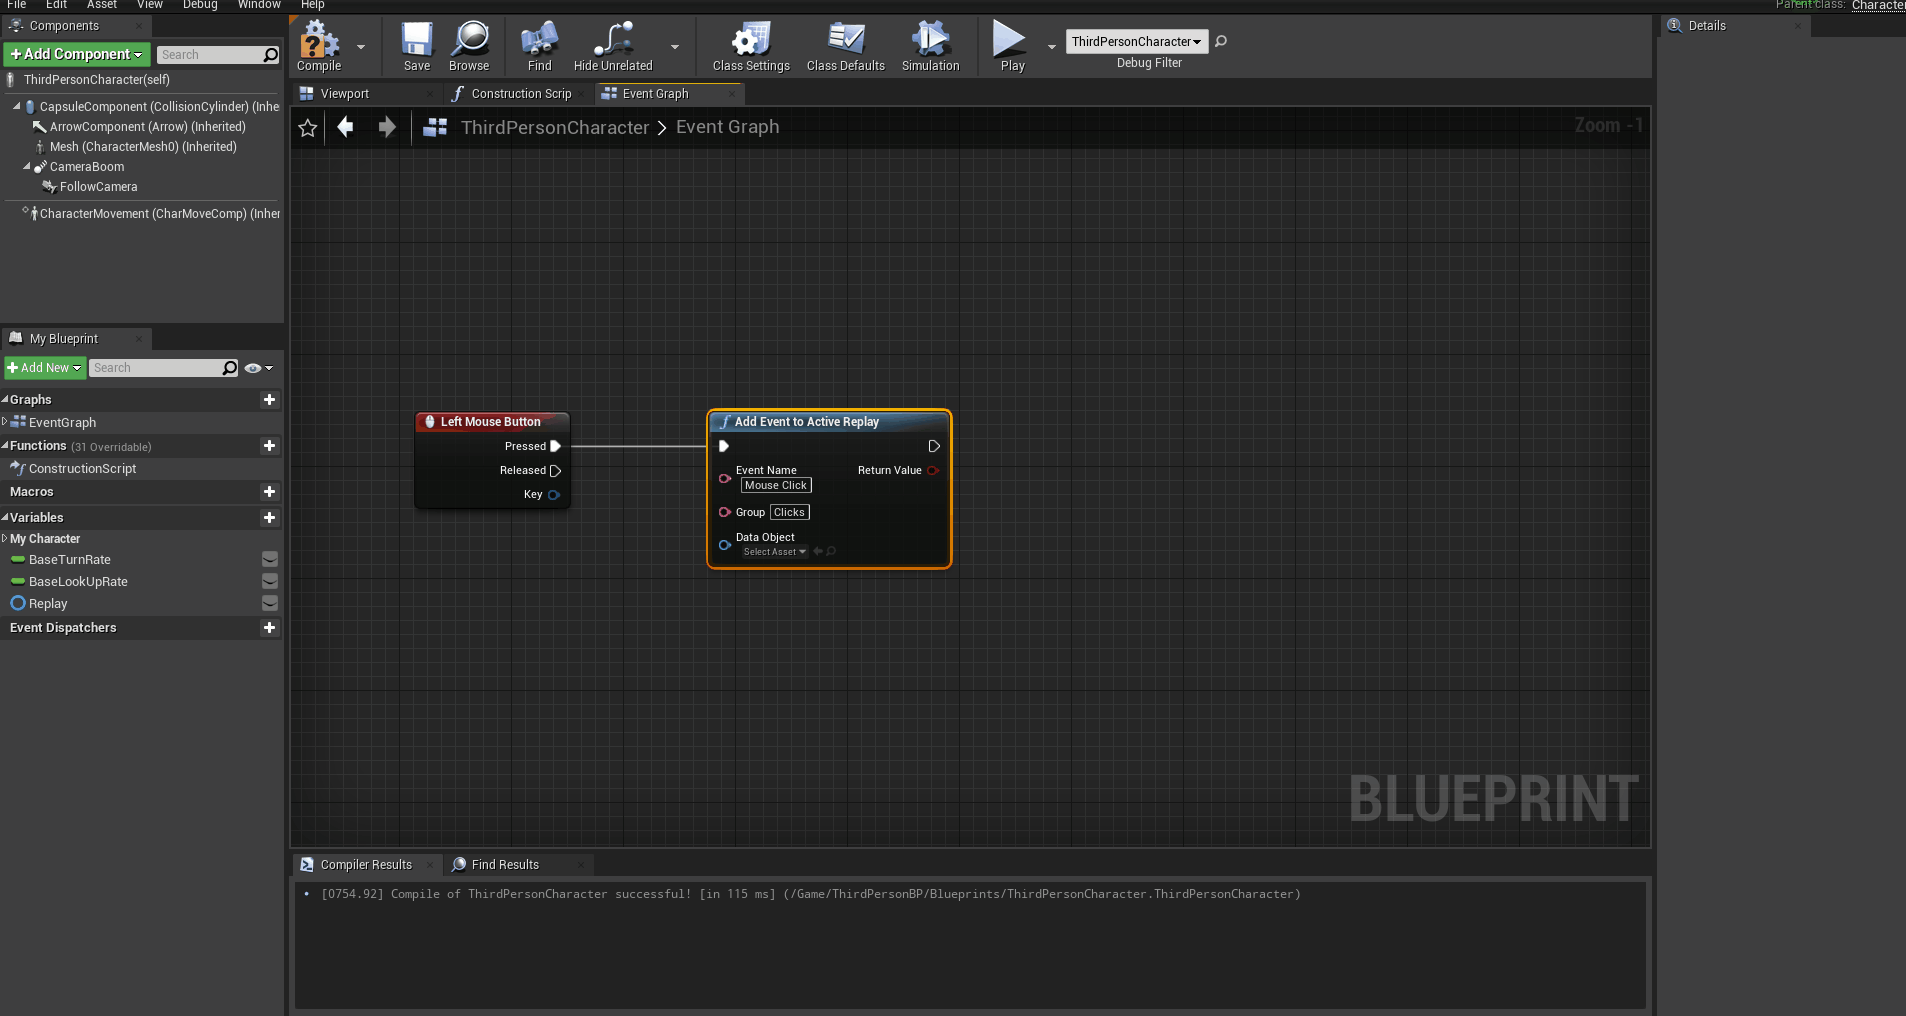 File Edit Asset View Debug Window Help
Parent class: Character
Components
Add Component
Search
ThirdPersonCharacter(self)
CapsuleComponent (CollisionCylinder) (Inhe
ArrowComponent (Arrow) (Inherited)
Mesh (CharacterMesh0) (Inherited)
CameraBoom
FollowCamera
CharacterMovement (CharMoveComp) (Inher
My Blueprint
Add New
Search
Graphs
EventGraph
Functions (31 Overridable)
ConstructionScript
Macros
Variables
My Character
BaseTurnRate
BaseLookUpRate
Replay
Event Dispatchers
Compile
Save
Browse
Find
Hide Unrelated
Class Settings
Class Defaults
Simulation
Play
ThirdPersonCharacter
Debug Filter
Viewport
Construction Scrip
Event Graph
ThirdPersonCharacter > Event Graph
Zoom -1
Left Mouse Button
Pressed
Released
Key
Add Event to Active Replay
Event Name
Mouse Click
Return Value
Group Clicks
Data Object
Select Asset
BLUEPRINT
Compiler Results
Find Results
[0754.92] Compile of ThirdPersonCharacter successful! [in 115 ms] (/Game/ThirdPersonBP/Blueprints/ThirdPersonCharacter.ThirdPersonCharacter)
Details